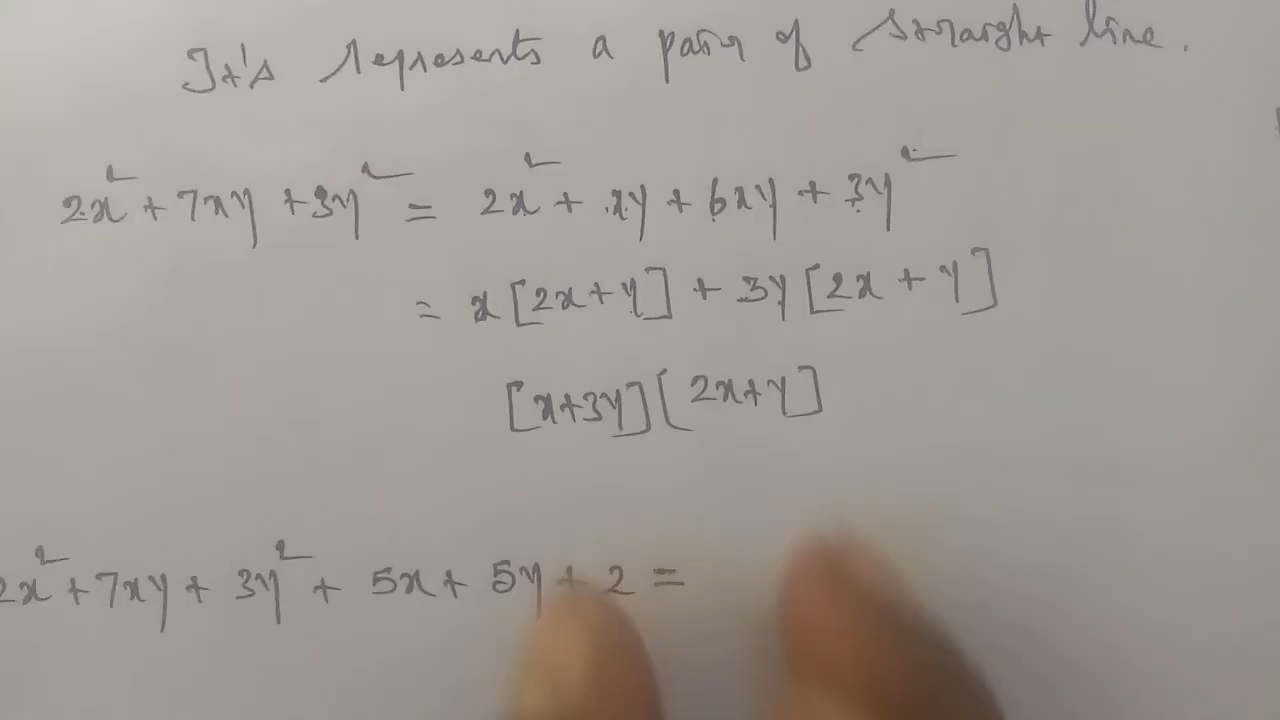 It's represents a pair of straight line.
2x² + 7xy + 3y² = 2x² + xy + 6xy + 3y²
= x[2x+y] + 3y[2x + y]
[x+3y][2x+y]
2x² + 7xy + 3y² + 5x + 5y + 2 =